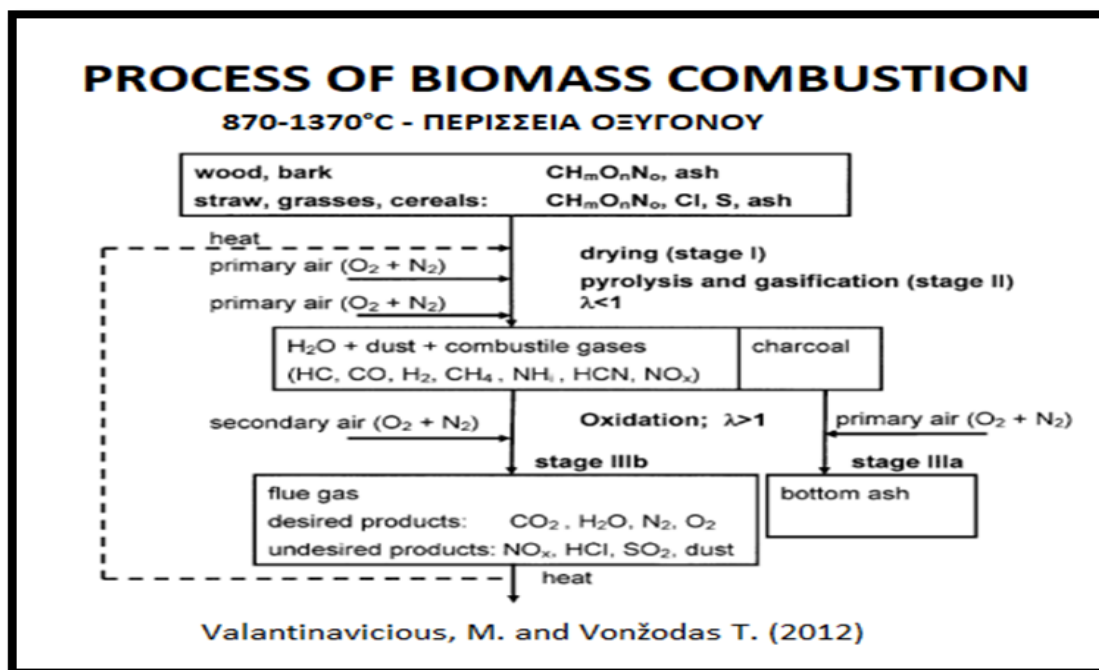 PROCESS OF BIOMASS COMBUSTION
870-1370°C - ΠΕΡΙΣΣΕΙΑ ΟΞΥΓΟΝΟΥ
wood, bark CHₘOₙNₒ, ash
straw, grasses, cereals: CHₘOₙNₒ, Cl, S, ash
heat
drying (stage I)
primary air (O₂ + N₂)
pyrolysis and gasification (stage II)
primary air (O₂ + N₂)
λ<1
H₂O + dust + combustile gases
(HC, CO, H₂, CH₄, NHᵢ, HCN, NOₓ)
charcoal
secondary air (O₂ + N₂)
Oxidation; λ>1
primary air (O₂ + N₂)
stage IIIb
stage IIIa
flue gas
desired products: CO₂, H₂O, N₂, O₂
undesired products: NOₓ, HCl, SO₂, dust
bottom ash
heat
Valantinavicious, M. and Vonžodas T. (2012)